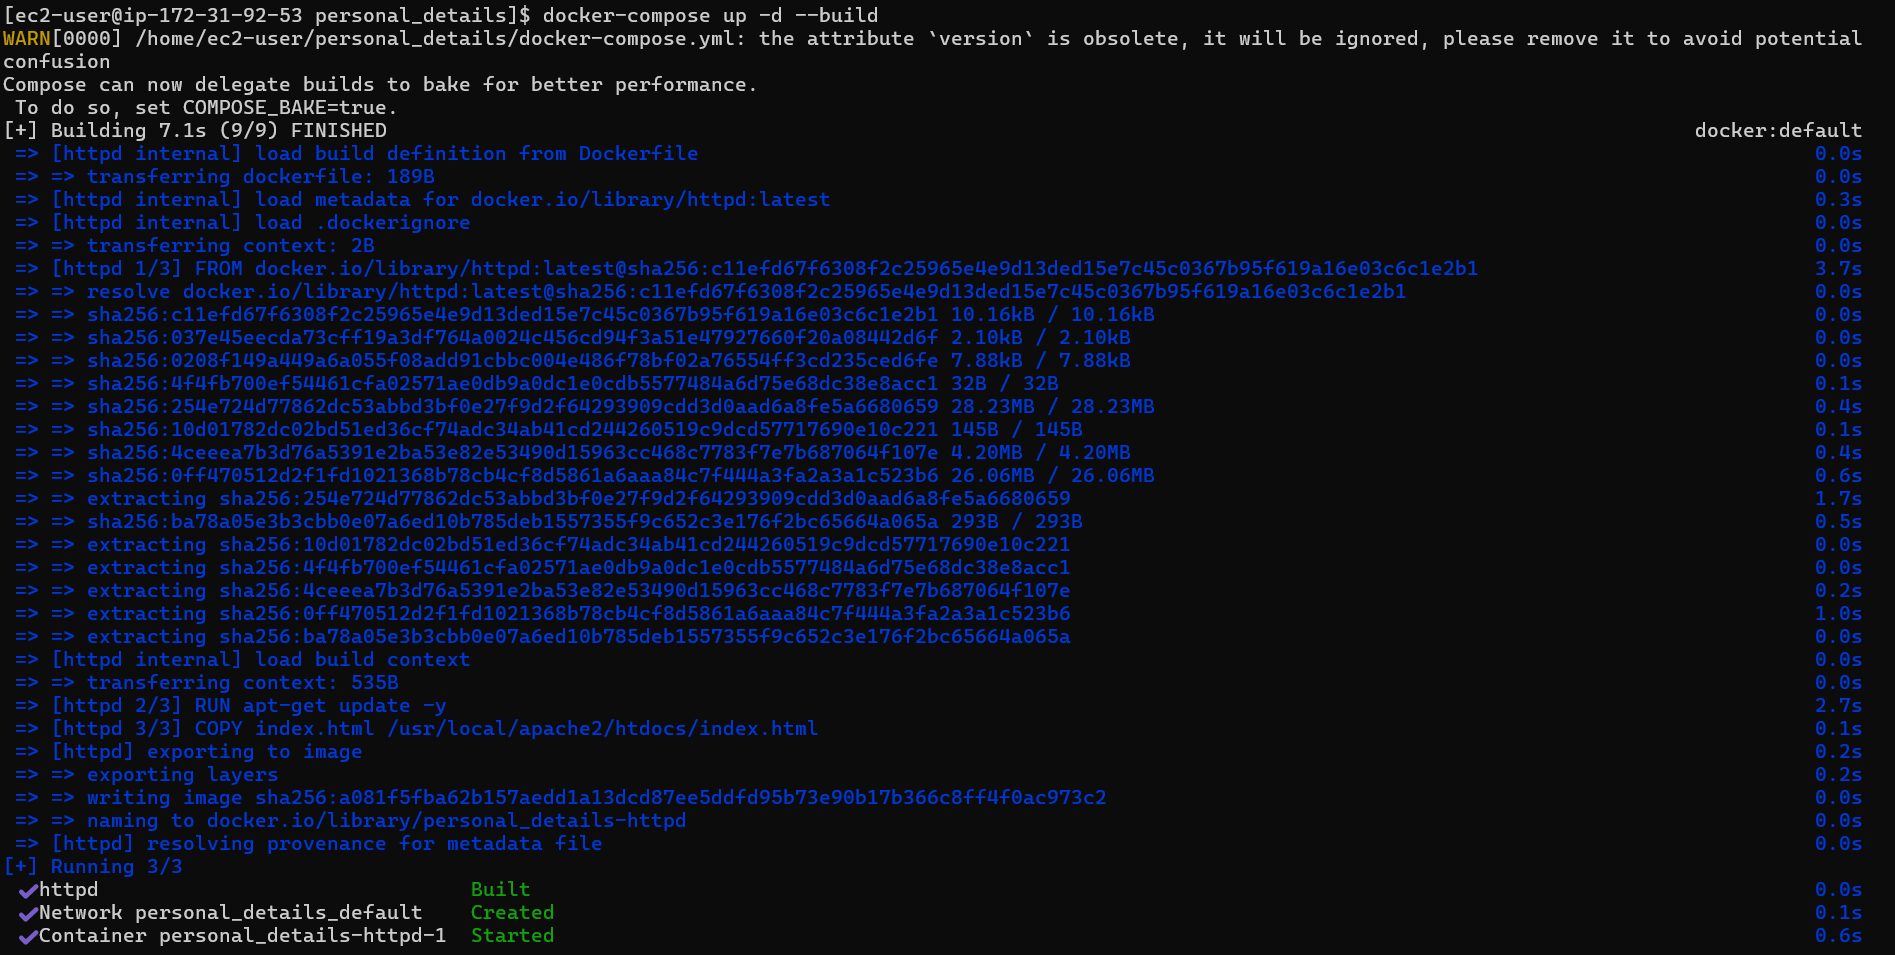 [ec2-user@ip-172-31-92-53 personal_details]$ docker-compose up -d --build
WARN[0000] /home/ec2-user/personal_details/docker-compose.yml: the attribute `version` is obsolete, it will be ignored, please remove it to avoid potential
confusion
Compose can now delegate builds to bake for better performance.
To do so, set COMPOSE_BAKE=true.
[+] Building 7.1s (9/9) FINISHED docker:default
=> [httpd internal] load build definition from Dockerfile 0.0s
=> => transferring dockerfile: 189B 0.0s
=> [httpd internal] load metadata for docker.io/library/httpd:latest 0.3s
=> [httpd internal] load .dockerignore 0.0s
=> => transferring context: 2B 0.0s
=> [httpd 1/3] FROM docker.io/library/httpd:latest@sha256:c11efd67f6308f2c25965e4e9d13ded15e7c45c0367b95f619a16e03c6c1e2b1 3.7s
=> => resolve docker.io/library/httpd:latest@sha256:c11efd67f6308f2c25965e4e9d13ded15e7c45c0367b95f619a16e03c6c1e2b1 0.0s
=> => sha256:c11efd67f6308f2c25965e4e9d13ded15e7c45c0367b95f619a16e03c6c1e2b1 10.16kB / 10.16kB 0.0s
=> => sha256:037e45eecda73cff19a3df764a0024c456cd94f3a51e47927660f20a08442d6f 2.10kB / 2.10kB 0.0s
=> => sha256:0208f149a449a6a055f08add91cbbc004e486f78bf02a76554ff3cd235ced6fe 7.88kB / 7.88kB 0.0s
=> => sha256:4f4fb700ef54461cfa02571ae0db9a0dc1e0cdb5577484a6d75e68dc38e8acc1 32B / 32B 0.1s
=> => sha256:254e724d77862dc53abbd3bf0e27f9d2f64293909cdd3d0aad6a8fe5a6680659 28.23MB / 28.23MB 0.4s
=> => sha256:10d01782dc02bd51ed36cf74adc34ab41cd244260519c9dcd57717690e10c221 145B / 145B 0.1s
=> => sha256:4ceeea7b3d76a5391e2ba53e82e53490d15963cc468c7783f7e7b687064f107e 4.20MB / 4.20MB 0.4s
=> => sha256:0ff470512d2f1fd1021368b78cb4cf8d5861a6aaa84c7f444a3fa2a3a1c523b6 26.06MB / 26.06MB 0.6s
=> => extracting sha256:254e724d77862dc53abbd3bf0e27f9d2f64293909cdd3d0aad6a8fe5a6680659 1.7s
=> => sha256:ba78a05e3b3cbb0e07a6ed10b785deb1557355f9c652c3e176f2bc65664a065a 293B / 293B 0.5s
=> => extracting sha256:10d01782dc02bd51ed36cf74adc34ab41cd244260519c9dcd57717690e10c221 0.0s
=> => extracting sha256:4f4fb700ef54461cfa02571ae0db9a0dc1e0cdb5577484a6d75e68dc38e8acc1 0.0s
=> => extracting sha256:4ceeea7b3d76a5391e2ba53e82e53490d15963cc468c7783f7e7b687064f107e 0.2s
=> => extracting sha256:0ff470512d2f1fd1021368b78cb4cf8d5861a6aaa84c7f444a3fa2a3a1c523b6 1.0s
=> => extracting sha256:ba78a05e3b3cbb0e07a6ed10b785deb1557355f9c652c3e176f2bc65664a065a 0.0s
=> [httpd internal] load build context 0.0s
=> => transferring context: 535B 0.0s
=> [httpd 2/3] RUN apt-get update -y 2.7s
=> [httpd 3/3] COPY index.html /usr/local/apache2/htdocs/index.html 0.1s
=> [httpd] exporting to image 0.2s
=> => exporting layers 0.2s
=> => writing image sha256:a081f5fba62b157aedd1a13dcd87ee5ddfd95b73e90b17b366c8ff4f0ac973c2 0.0s
=> => naming to docker.io/library/personal_details-httpd 0.0s
=> [httpd] resolving provenance for metadata file 0.0s
[+] Running 3/3
✔httpd Built 0.0s
✔Network personal_details_default Created 0.1s
✔Container personal_details-httpd-1 Started 0.6s